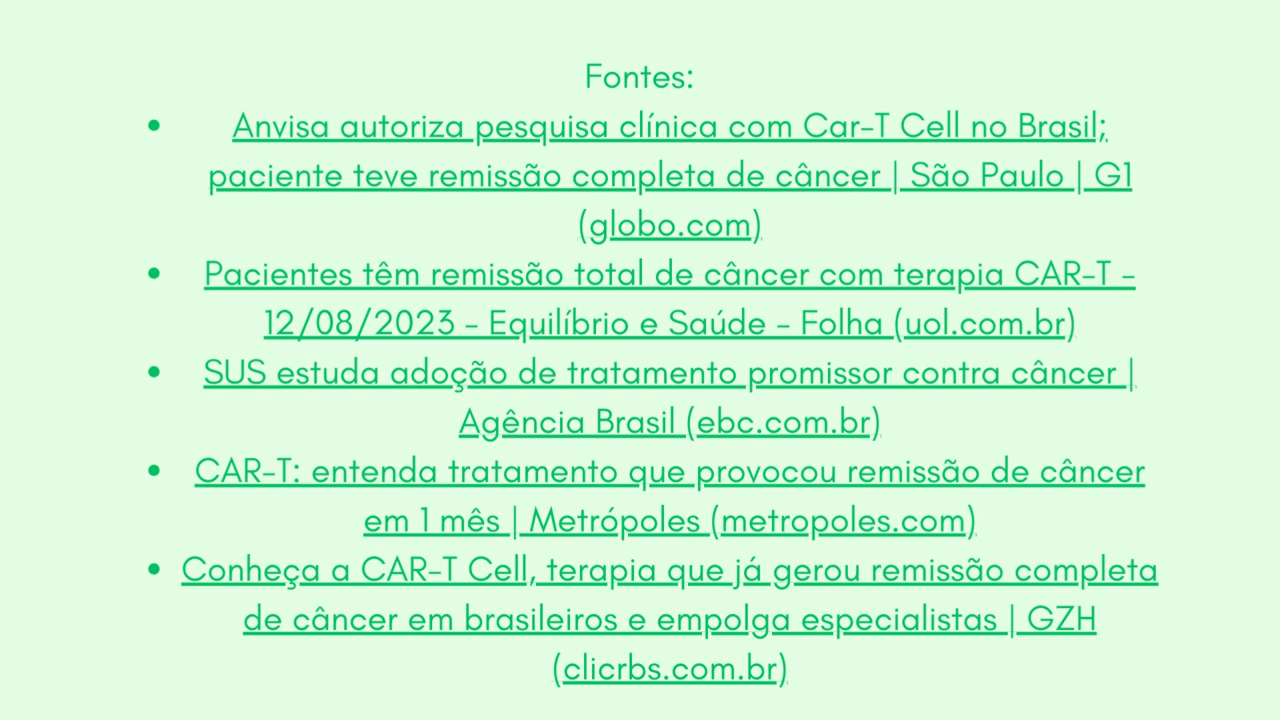 Fontes:
• Anvisa autoriza pesquisa clínica com Car-T Cell no Brasil;
paciente teve remissão completa de câncer | São Paulo | G1
(globo.com)
• Pacientes têm remissão total de câncer com terapia CAR-T -
12/08/2023 - Equilíbrio e Saúde - Folha (uol.com.br)
• SUS estuda adoção de tratamento promissor contra câncer |
Agência Brasil (ebc.com.br)
• CAR-T: entenda tratamento que provocou remissão de câncer
em 1 mês | Metrópoles (metropoles.com)
• Conheça a CAR-T Cell, terapia que já gerou remissão completa
de câncer em brasileiros e empolga especialistas | GZH
(clicrbs.com.br)